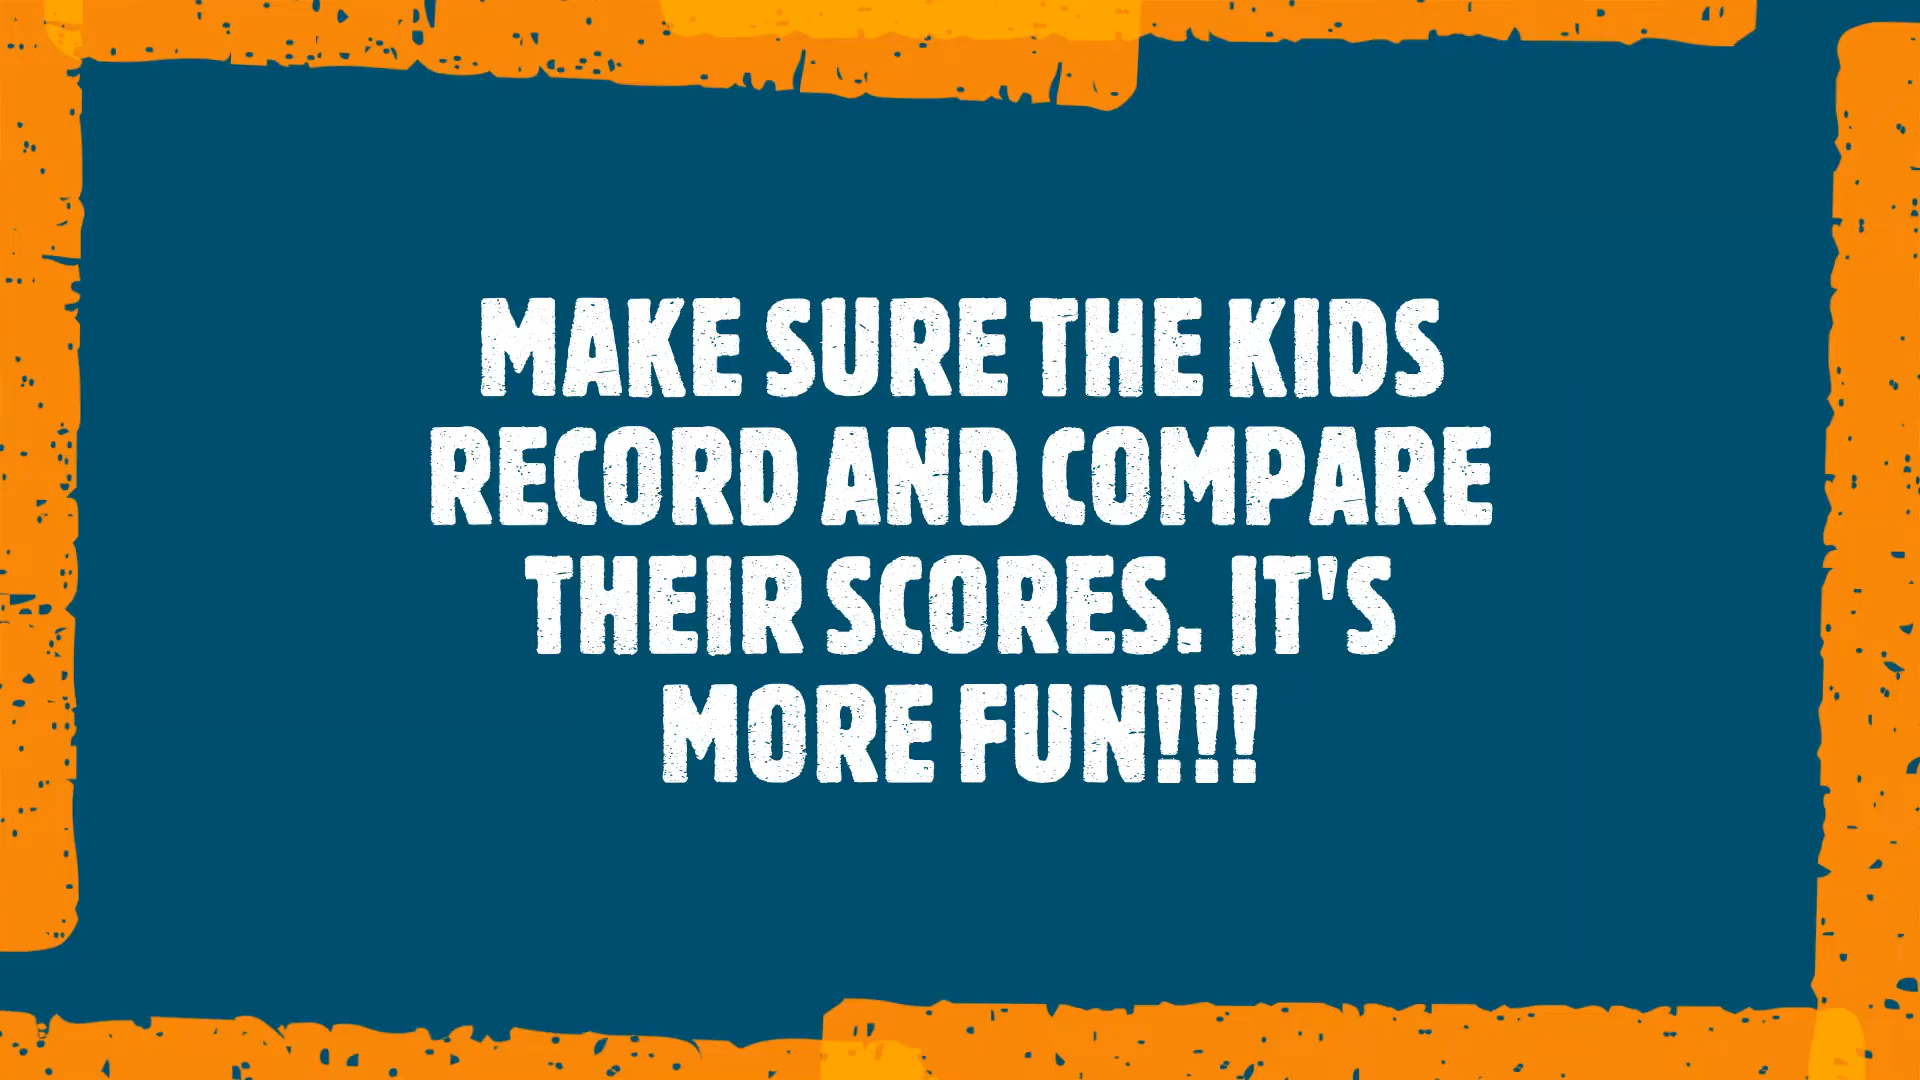 MAKE SURE THE KIDS
RECORD AND COMPARE
THEIR SCORES. IT'S
MORE FUN!!!